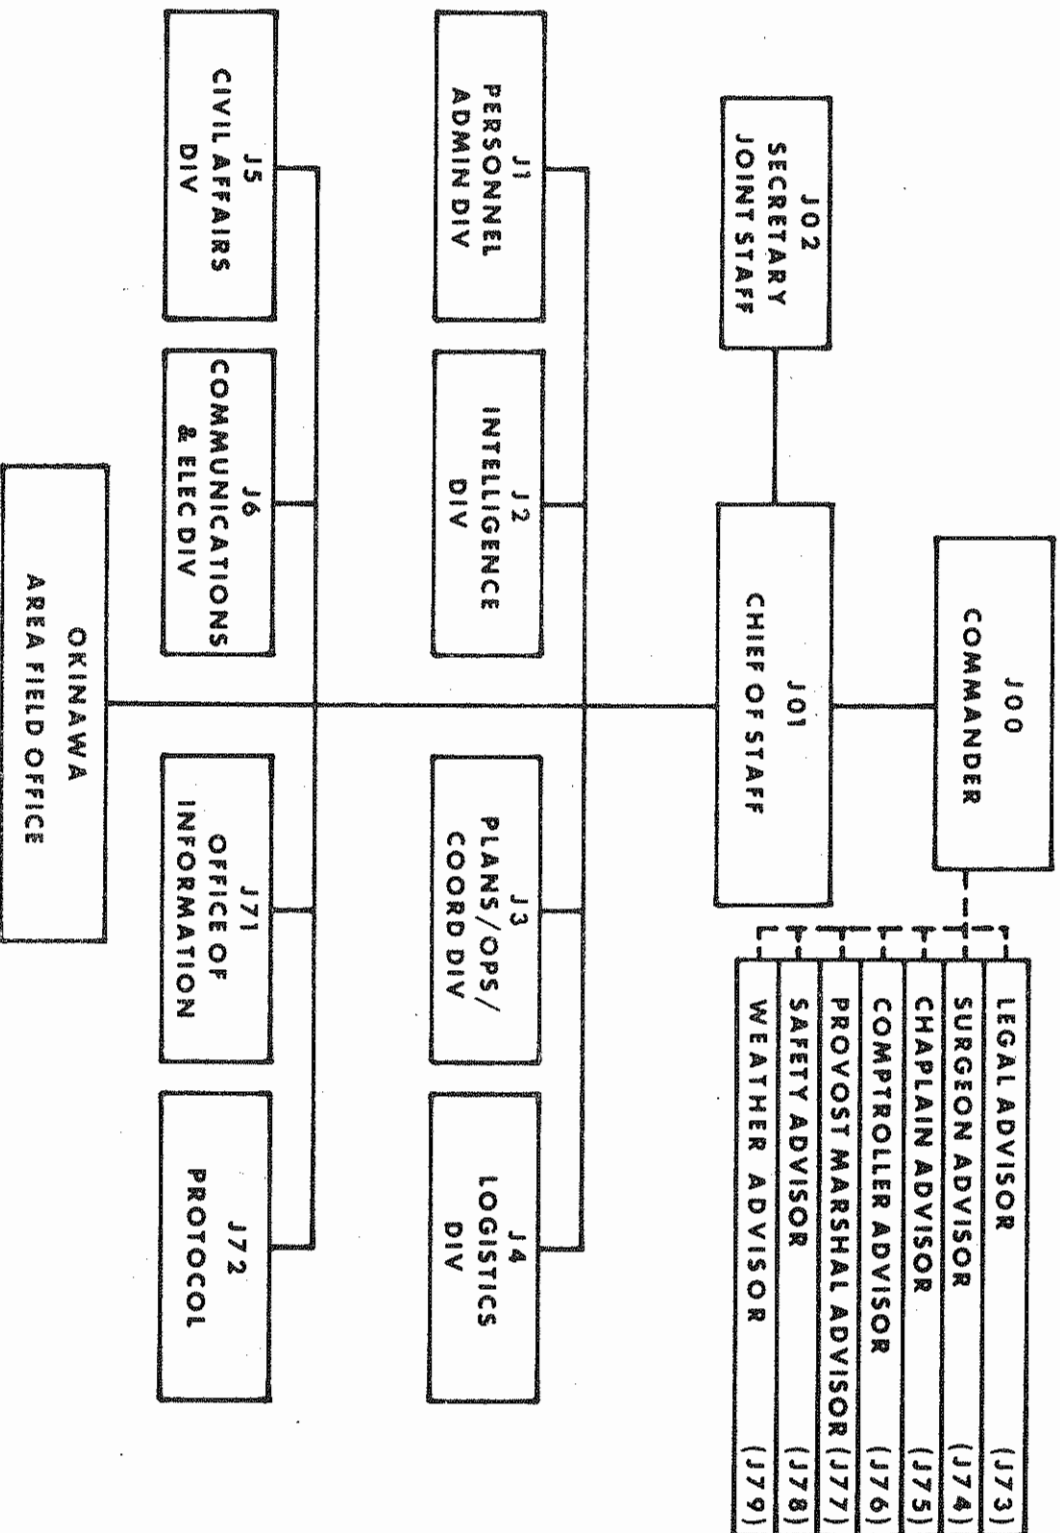 J00
COMMANDER
LEGAL ADVISOR (J73)
SURGEON ADVISOR (J74)
CHAPLAIN ADVISOR (J75)
COMPTROLLER ADVISOR (J76)
PROVOST MARSHAL ADVISOR (J77)
SAFETY ADVISOR (J78)
WEATHER ADVISOR (J79)
J02
SECRETARY
JOINT STAFF
J01
CHIEF OF STAFF
J1
PERSONNEL
ADMIN DIV
J2
INTELLIGENCE
DIV
J3
PLANS/OPS/
COORD DIV
J4
LOGISTICS
DIV
J5
CIVIL AFFAIRS
DIV
J6
COMMUNICATIONS
& ELEC DIV
J71
OFFICE OF
INFORMATION
J72
PROTOCOL
OKINAWA
AREA FIELD OFFICE